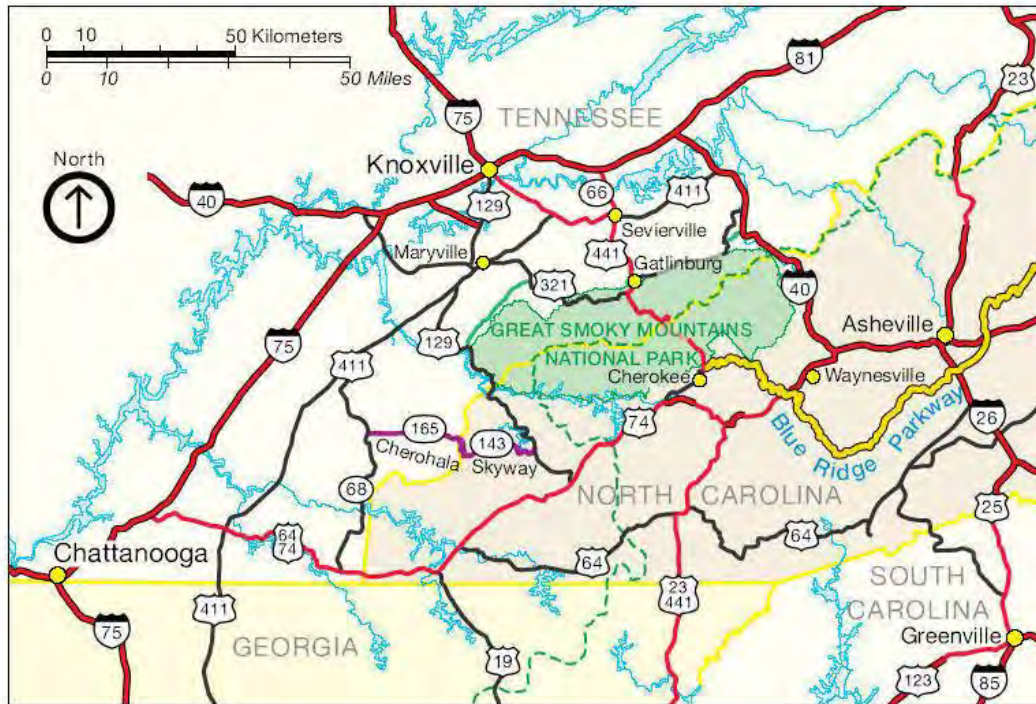 0 10 50 Kilometers
0 10 50 Miles
North
81
23
75
TENNESSEE
Knoxville
66
411
40
129
Sevierville
Maryville
441
Gatlinburg
321
40
GREAT SMOKY MOUNTAINS
NATIONAL PARK
Asheville
75
129
411
Cherokee
Waynesville
74
Blue Ridge Parkway
26
165
143
Cherohala
Skyway
68
NORTH CAROLINA
25
64
74
64
64
Chattanooga
SOUTH
CAROLINA
23
441
411
75
GEORGIA
Greenville
19
123
85